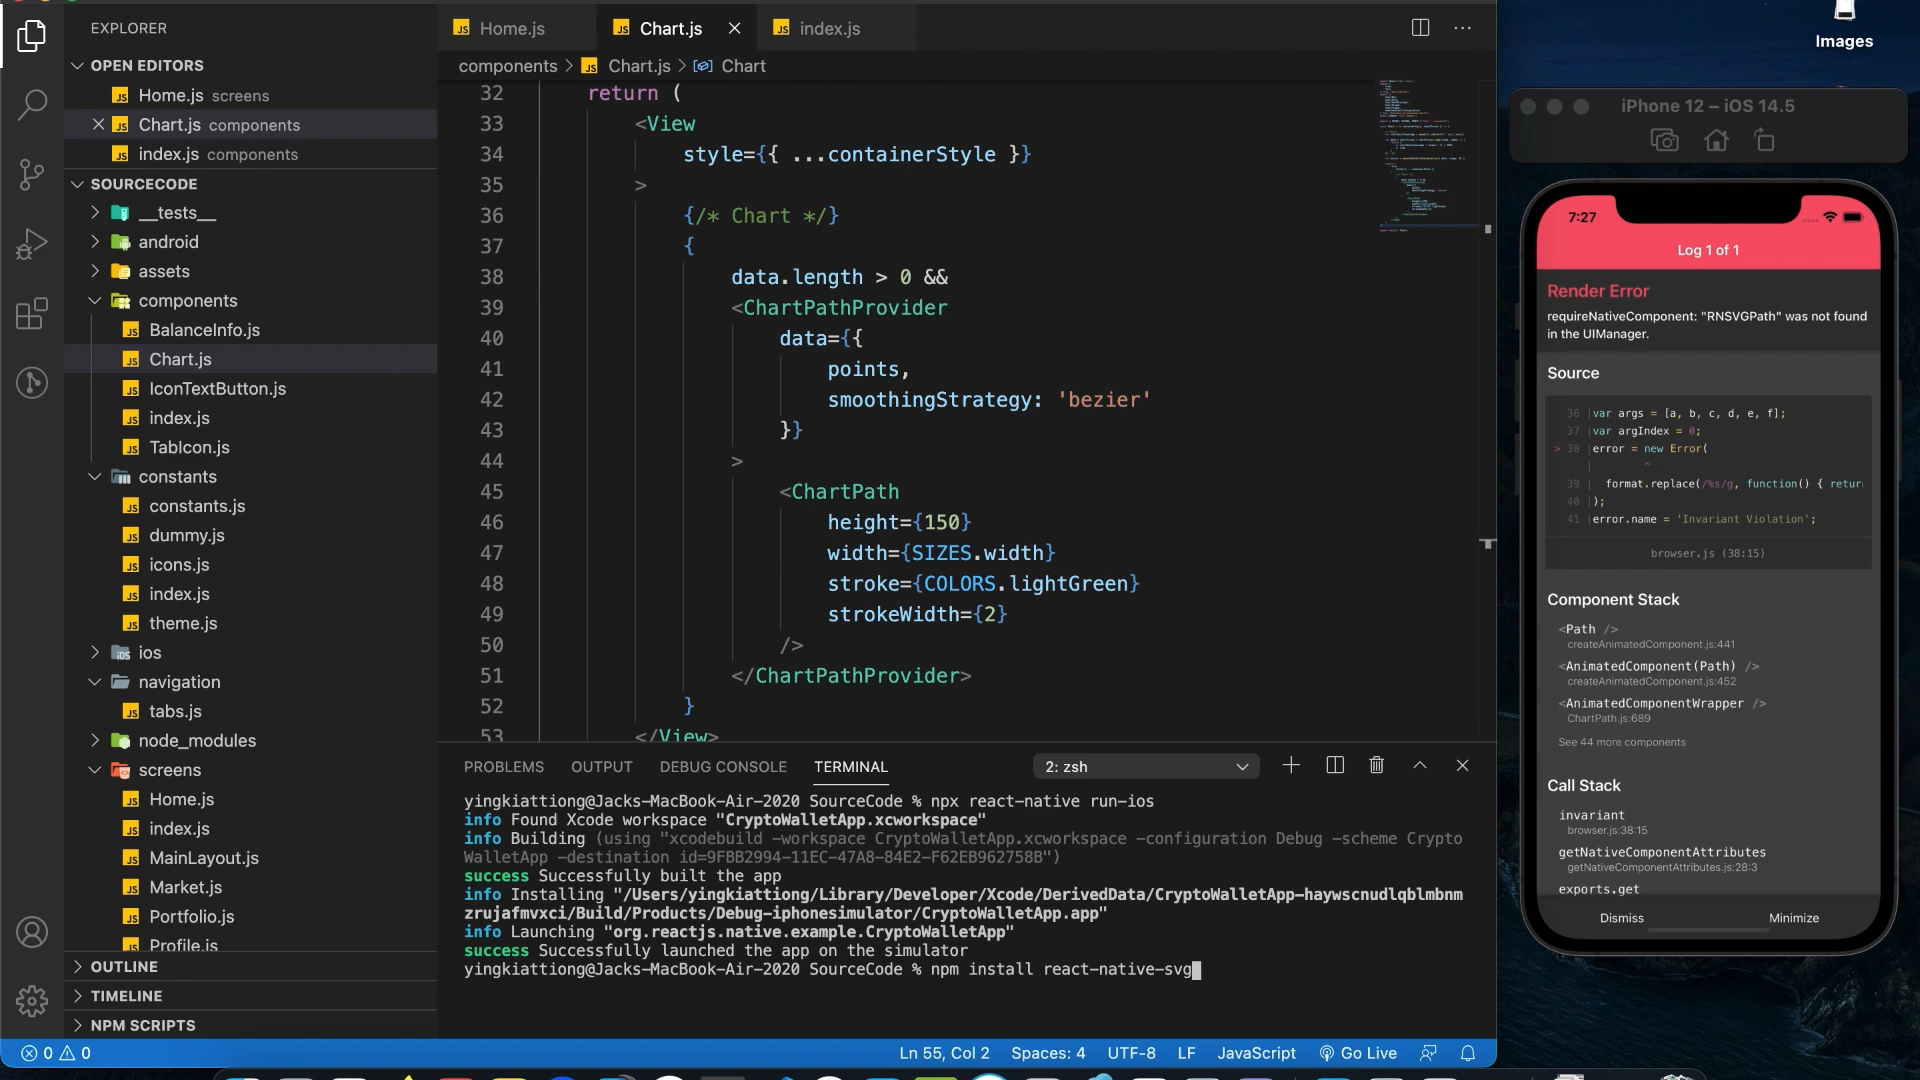 EXPLORER
OPEN EDITORS
Home.js screens
Chart.js components
index.js components
SOURCECODE
__tests__
android
assets
components
BalanceInfo.js
Chart.js
IconTextButton.js
index.js
TabIcon.js
constants
constants.js
dummy.js
icons.js
index.js
theme.js
ios
navigation
tabs.js
node_modules
screens
Home.js
index.js
MainLayout.js
Market.js
Portfolio.js
Profile.js
OUTLINE
TIMELINE
NPM SCRIPTS
Home.js Chart.js index.js
components > Chart.js > Chart
32 return (
33 <View
34 style={{ ...containerStyle }}
35 >
36 {/* Chart */}
37 {
38 data.length > 0 &&
39 <ChartPathProvider
40 data={{
41 points,
42 smoothingStrategy: 'bezier'
43 }}
44 >
45 <ChartPath
46 height={150}
47 width={SIZES.width}
48 stroke={COLORS.lightGreen}
49 strokeWidth={2}
50 />
51 </ChartPathProvider>
52 }
53 </View>
PROBLEMS OUTPUT DEBUG CONSOLE TERMINAL 2: zsh
yingkiattiong@Jacks-MacBook-Air-2020 SourceCode % npx react-native run-ios
info Found Xcode workspace "CryptoWalletApp.xcworkspace"
info Building (using "xcodebuild -workspace CryptoWalletApp.xcworkspace -configuration Debug -scheme Crypto
WalletApp -destination id=9FBB2994-11EC-47A8-84E2-F62EB962758B")
success Successfully built the app
info Installing "/Users/yingkiattiong/Library/Developer/Xcode/DerivedData/CryptoWalletApp-haywscnudlqblmbnm
zrujafmvxci/Build/Products/Debug-iphonesimulator/CryptoWalletApp.app"
info Launching "org.reactjs.native.example.CryptoWalletApp"
success Successfully launched the app on the simulator
yingkiattiong@Jacks-MacBook-Air-2020 SourceCode % npm install react-native-svg
0 0
Ln 55, Col 2 Spaces: 4 UTF-8 LF JavaScript Go Live
Images
iPhone 12 – iOS 14.5
7:27
Log 1 of 1
Render Error
requireNativeComponent: "RNSVGPath" was not found
in the UIManager.
Source
36 |var args = [a, b, c, d, e, f];
37 |var argIndex = 0;
> 38 |error = new Error(
| ^
39 | format.replace(/%s/g, function() { retur
40 |);
41 |error.name = 'Invariant Violation';
browser.js (38:15)
Component Stack
<Path />
createAnimatedComponent.js:441
<AnimatedComponent(Path) />
createAnimatedComponent.js:452
<AnimatedComponentWrapper />
ChartPath.js:689
See 44 more components
Call Stack
invariant
browser.js:38:15
getNativeComponentAttributes
getNativeComponentAttributes.js:28:3
exports.get
Dismiss Minimize